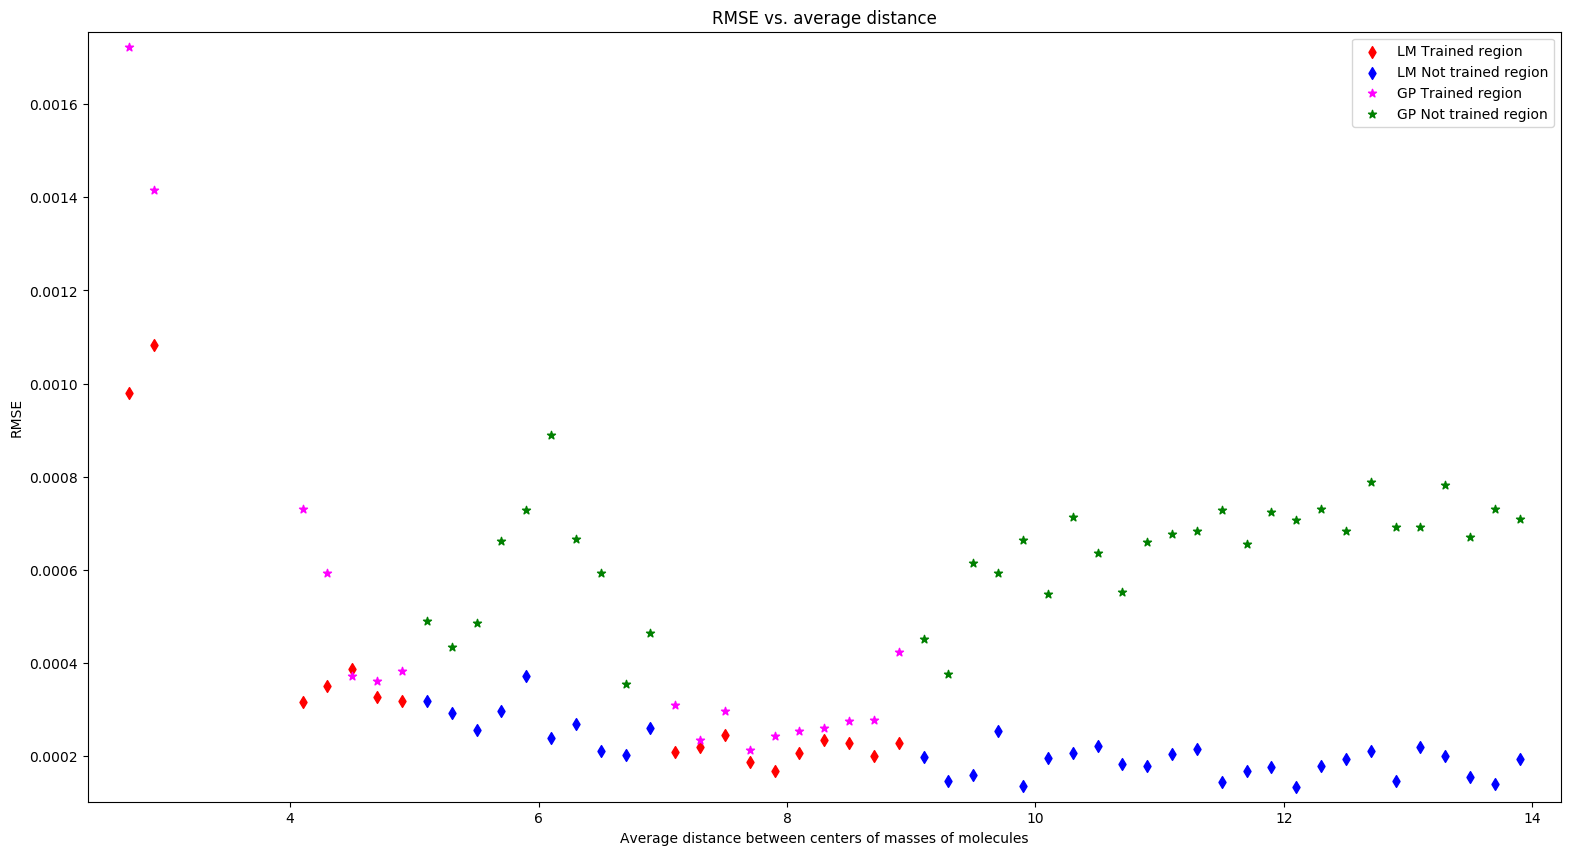 RMSE vs. average distance
LM Trained region
LM Not trained region
GP Trained region
GP Not trained region
0.0016
0.0014
0.0012
0.0010
0.0008
0.0006
0.0004
0.0002
RMSE
4 6 8 10 12 14
Average distance between centers of masses of molecules